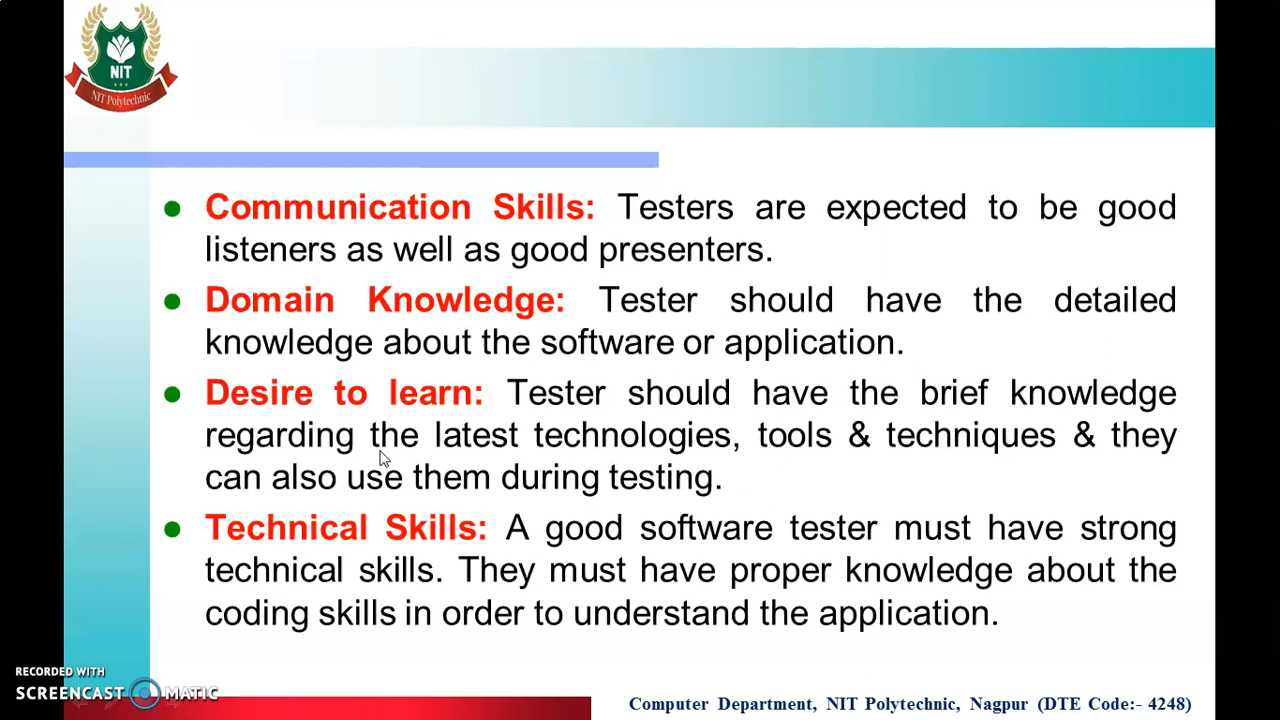 NIT
NIT Polytechnic
Communication Skills: Testers are expected to be good
listeners as well as good presenters.
Domain Knowledge: Tester should have the detailed
knowledge about the software or application.
Desire to learn: Tester should have the brief knowledge
regarding the latest technologies, tools & techniques & they
can also use them during testing.
Technical Skills: A good software tester must have strong
technical skills. They must have proper knowledge about the
coding skills in order to understand the application.
RECORDED WITH
SCREENCAST MATIC
Computer Department, NIT Polytechnic, Nagpur (DTE Code:- 4248)